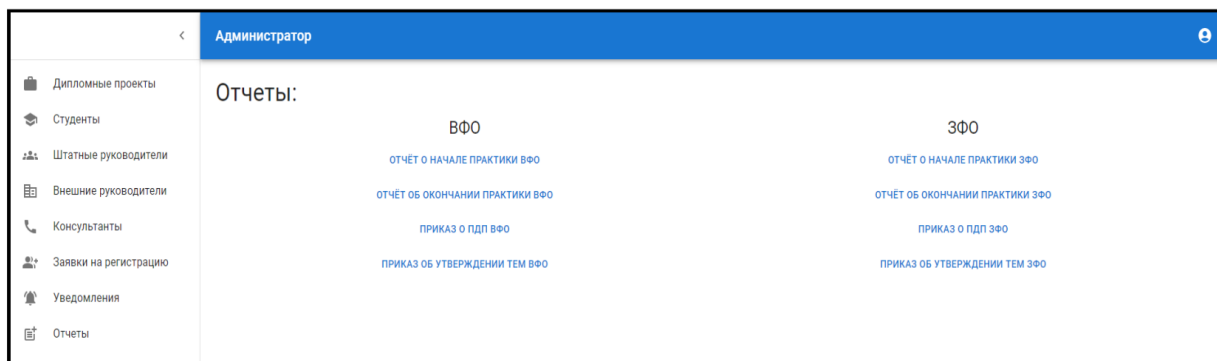 Администратор
Дипломные проекты
Студенты
Штатные руководители
Внешние руководители
Консультанты
Заявки на регистрацию
Уведомления
Отчеты
Отчеты:
ВФО
ОТЧЁТ О НАЧАЛЕ ПРАКТИКИ ВФО
ОТЧЁТ ОБ ОКОНЧАНИИ ПРАКТИКИ ВФО
ПРИКАЗ О ПДП ВФО
ПРИКАЗ ОБ УТВЕРЖДЕНИИ ТЕМ ВФО
ЗФО
ОТЧЁТ О НАЧАЛЕ ПРАКТИКИ ЗФО
ОТЧЁТ ОБ ОКОНЧАНИИ ПРАКТИКИ ЗФО
ПРИКАЗ О ПДП ЗФО
ПРИКАЗ ОБ УТВЕРЖДЕНИИ ТЕМ ЗФО